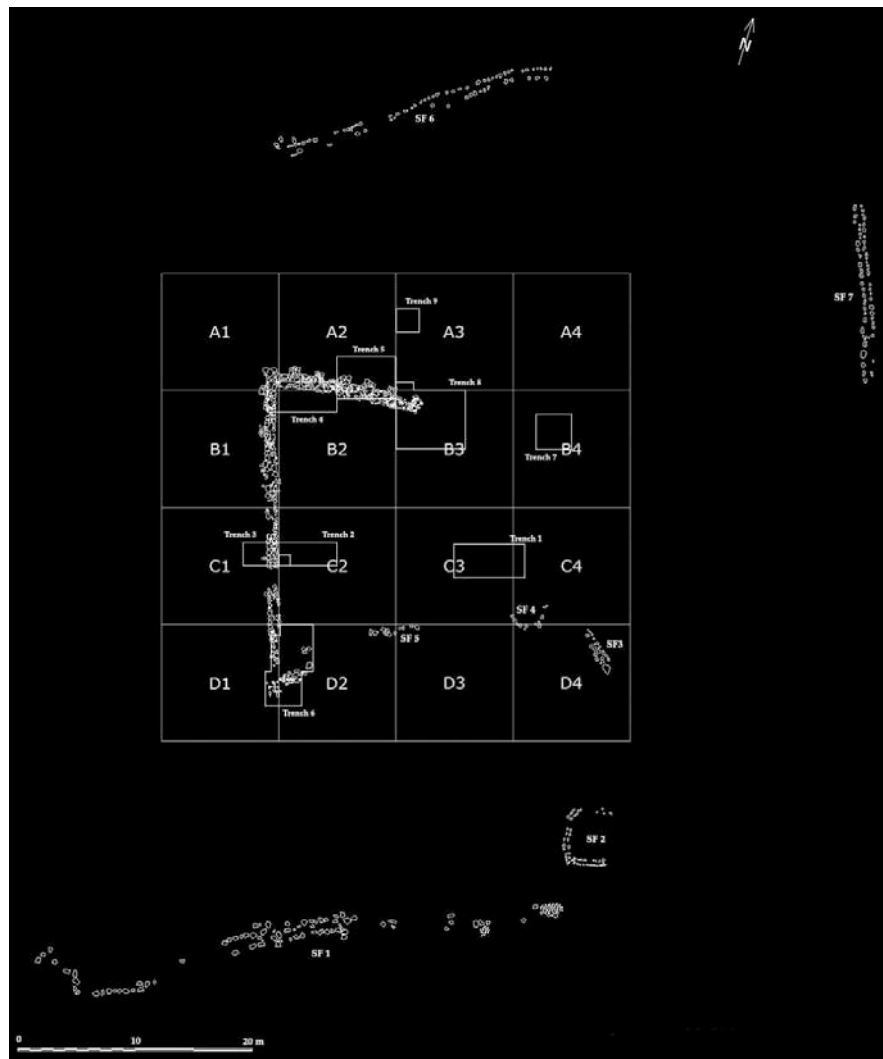 N
SF 6
SF 7
Trench 9
A1
A2
A3
A4
Trench 5
Trench 8
Trench 4
B1
B2
B3
B4
Trench 7
Trench 3
Trench 2
Trench 1
C1
C2
C3
C4
SF 4
SF 5
SF3
D1
D2
D3
D4
Trench 6
SF 2
SF 1
0 10 20 m